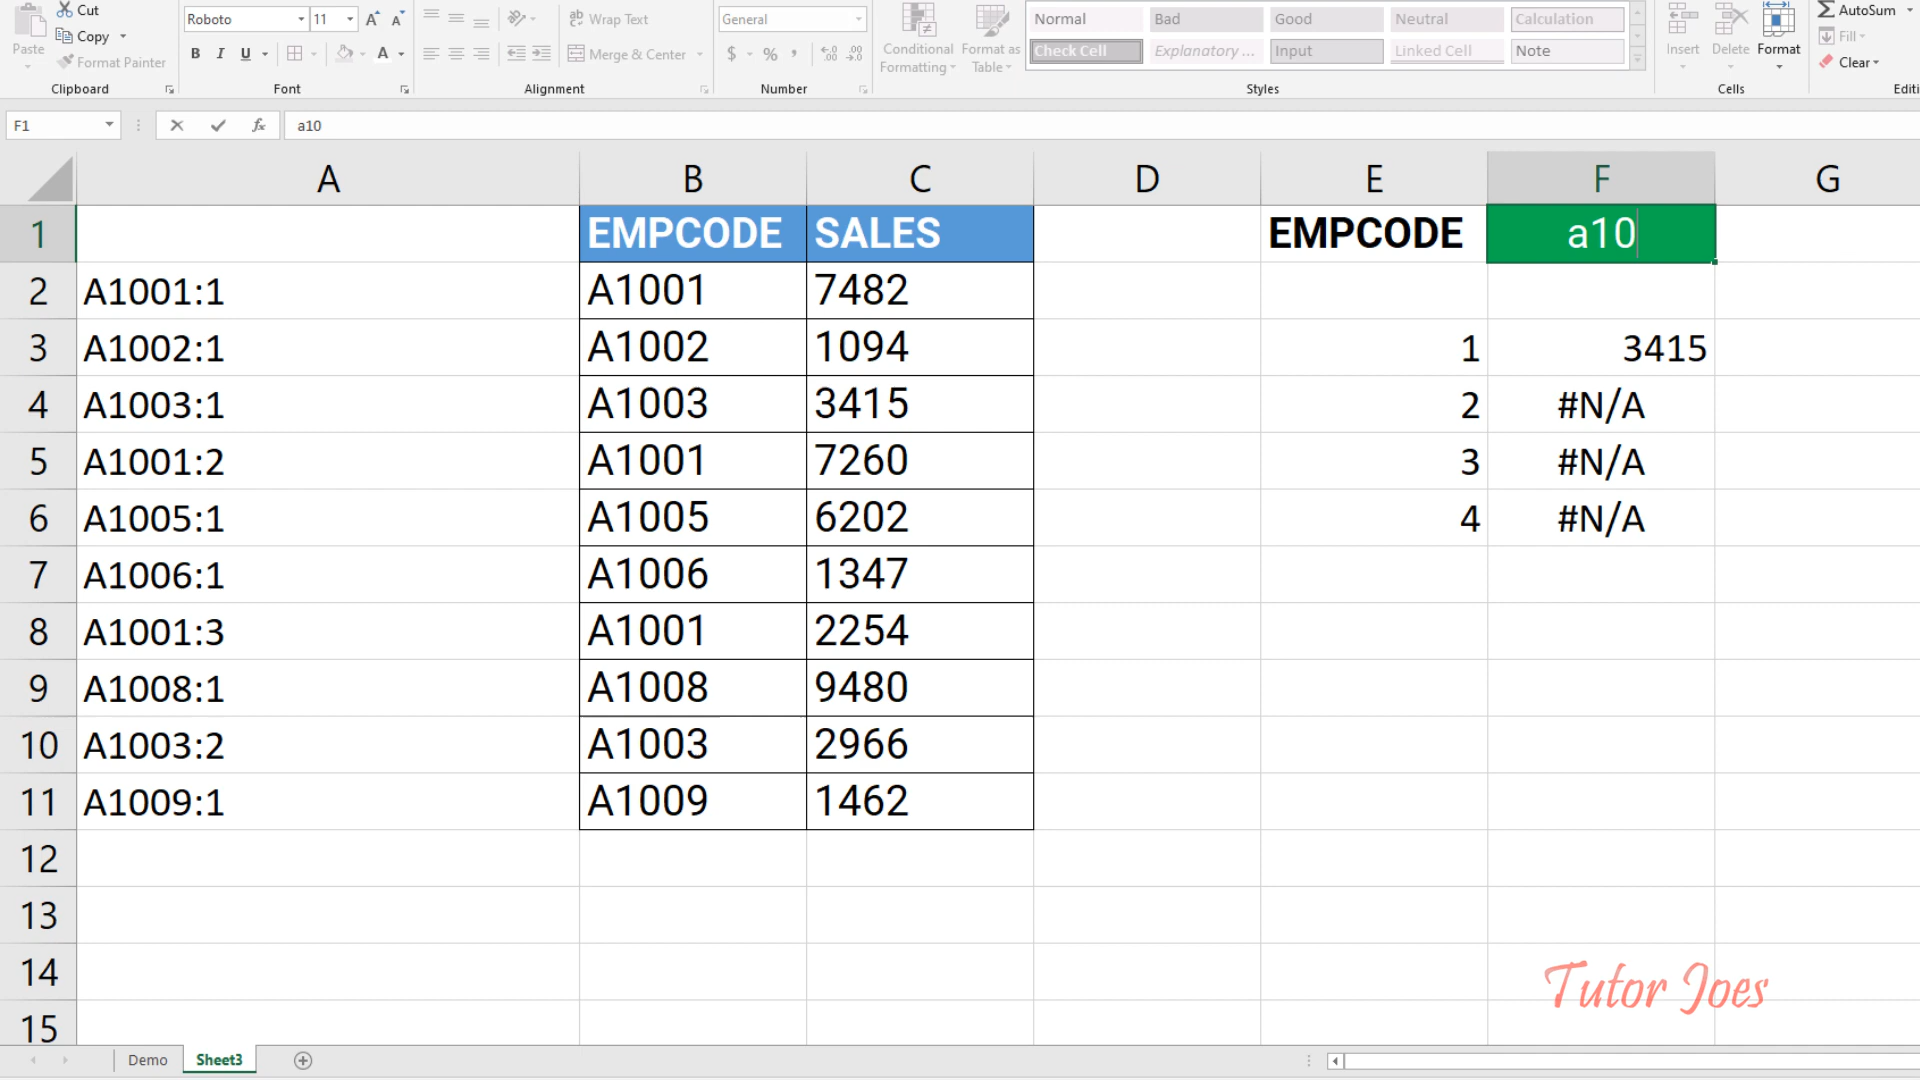 Cut
Copy
Paste
Format Painter
Clipboard
Roboto 11
B I U
Font
ab Wrap Text
Merge & Center
Alignment
General
$ % ,
Number
Conditional Formatting
Format as Table
Normal Bad Good Neutral Calculation
Check Cell Explanatory ... Input Linked Cell Note
Styles
Insert Delete Format
Cells
AutoSum
Fill
Clear
Editi
F1 fx a10
A B C D E F G
1 EMPCODE SALES EMPCODE a10
2 A1001:1 A1001 7482
3 A1002:1 A1002 1094 1 3415
4 A1003:1 A1003 3415 2 #N/A
5 A1001:2 A1001 7260 3 #N/A
6 A1005:1 A1005 6202 4 #N/A
7 A1006:1 A1006 1347
8 A1001:3 A1001 2254
9 A1008:1 A1008 9480
10 A1003:2 A1003 2966
11 A1009:1 A1009 1462
12
13
14
15
Tutor Joes
Demo Sheet3